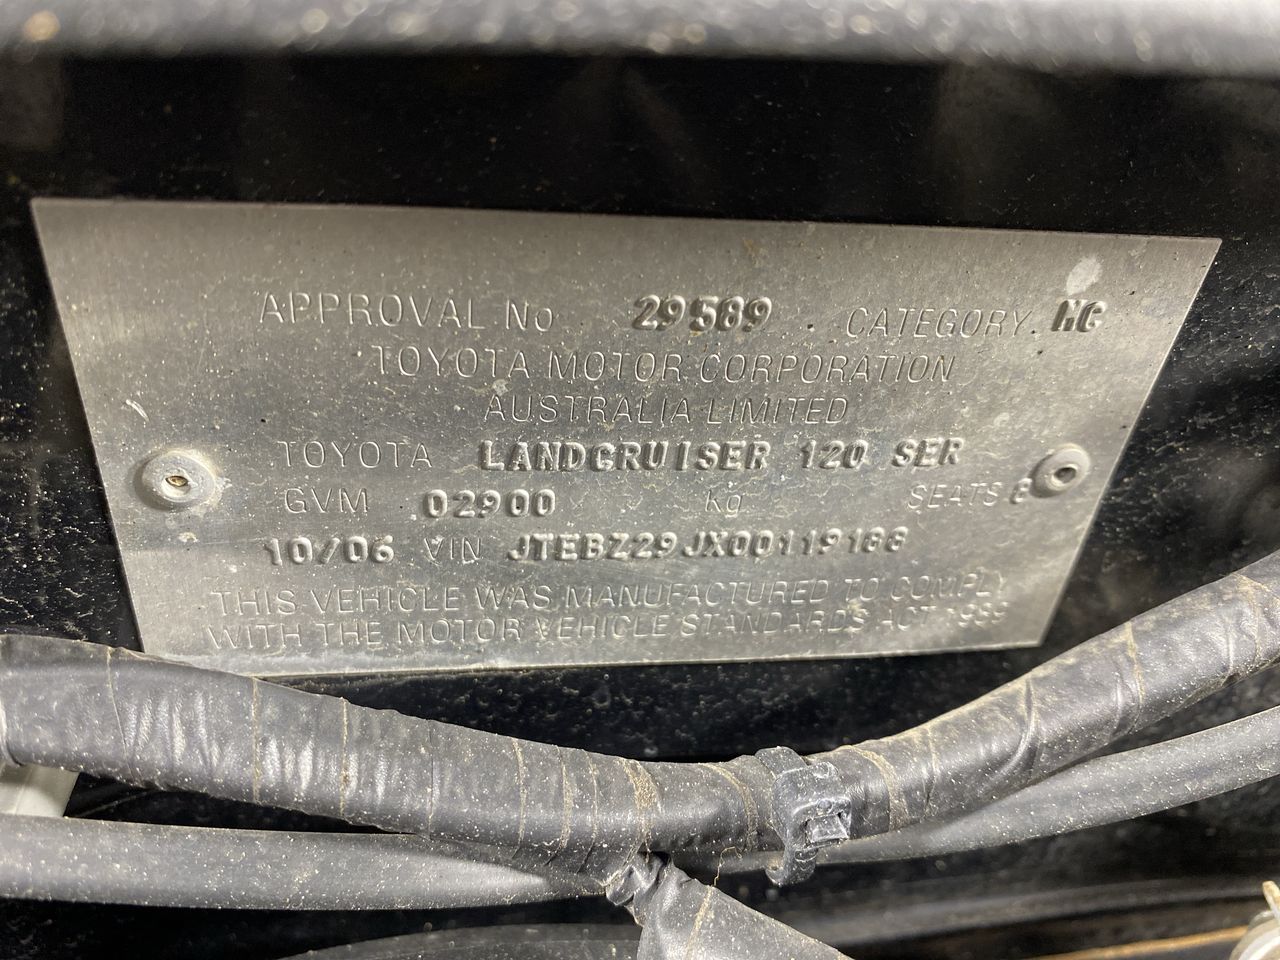 APPROVAL No 29589 CATEGORY MC
TOYOTA MOTOR CORPORATION
AUSTRALIA LIMITED
TOYOTA LANDCRUISER 120 SER
GVM 02900 kg SEATS 8
10/06 VIN JTEBZ29JX00119188
THIS VEHICLE WAS MANUFACTURED TO COMPLY
WITH THE MOTOR VEHICLE STANDARDS ACT 1989